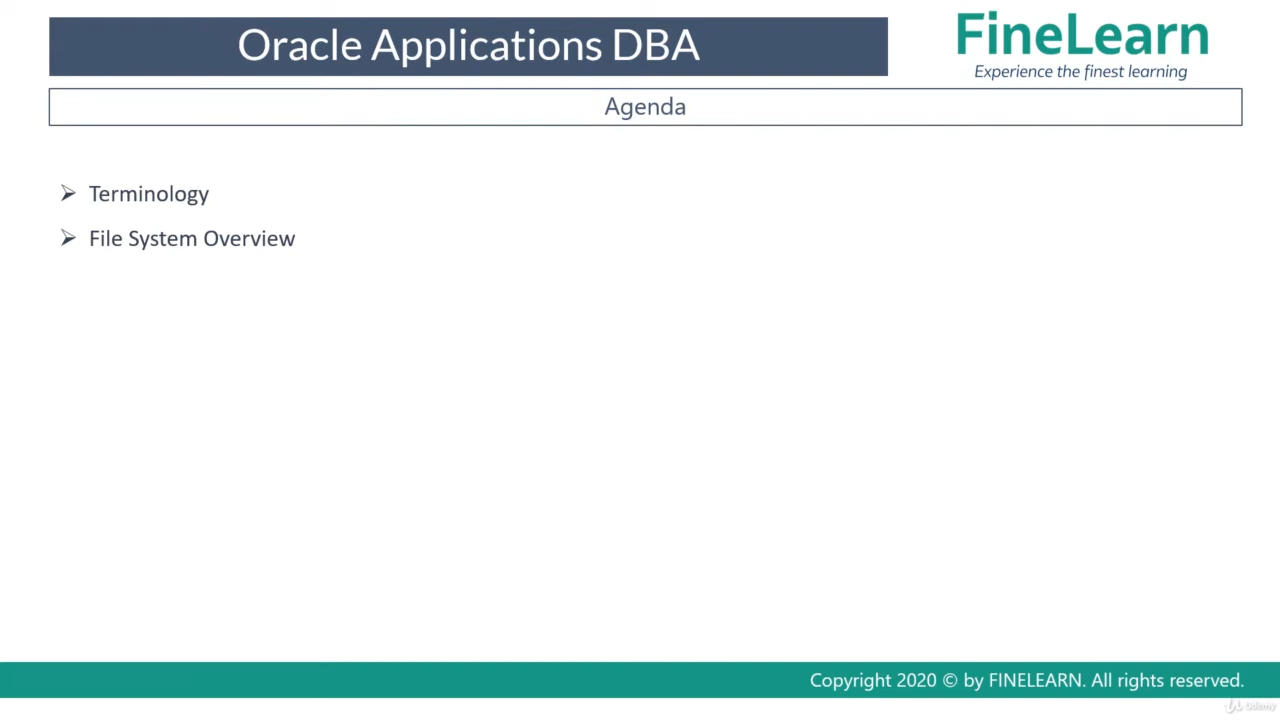 Oracle Applications DBA
FineLearn
Experience the finest learning
Agenda
➢ Terminology
➢ File System Overview
Copyright 2020 © by FINELEARN. All rights reserved.
Udemy